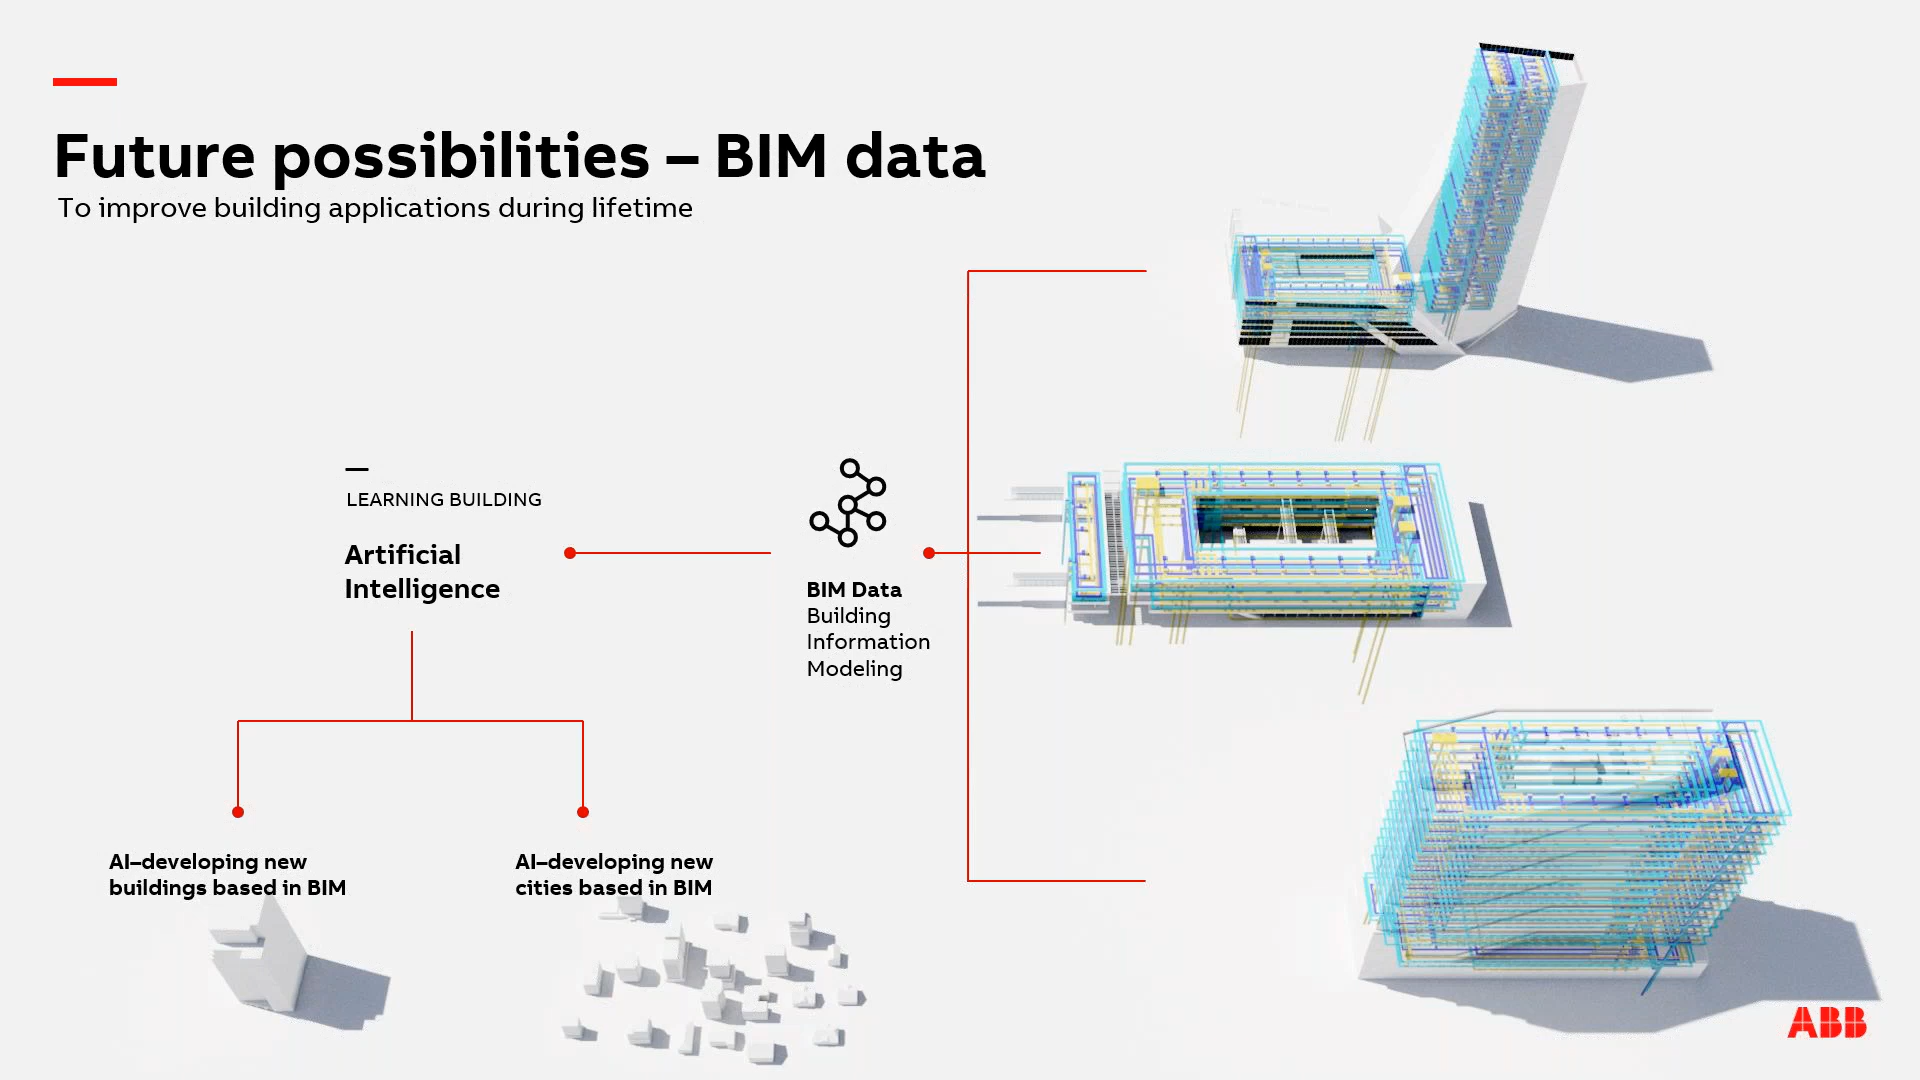 Future possibilities – BIM data
To improve building applications during lifetime
LEARNING BUILDING
Artificial
Intelligence
BIM Data
Building
Information
Modeling
AI–developing new
buildings based in BIM
AI–developing new
cities based in BIM
ABB